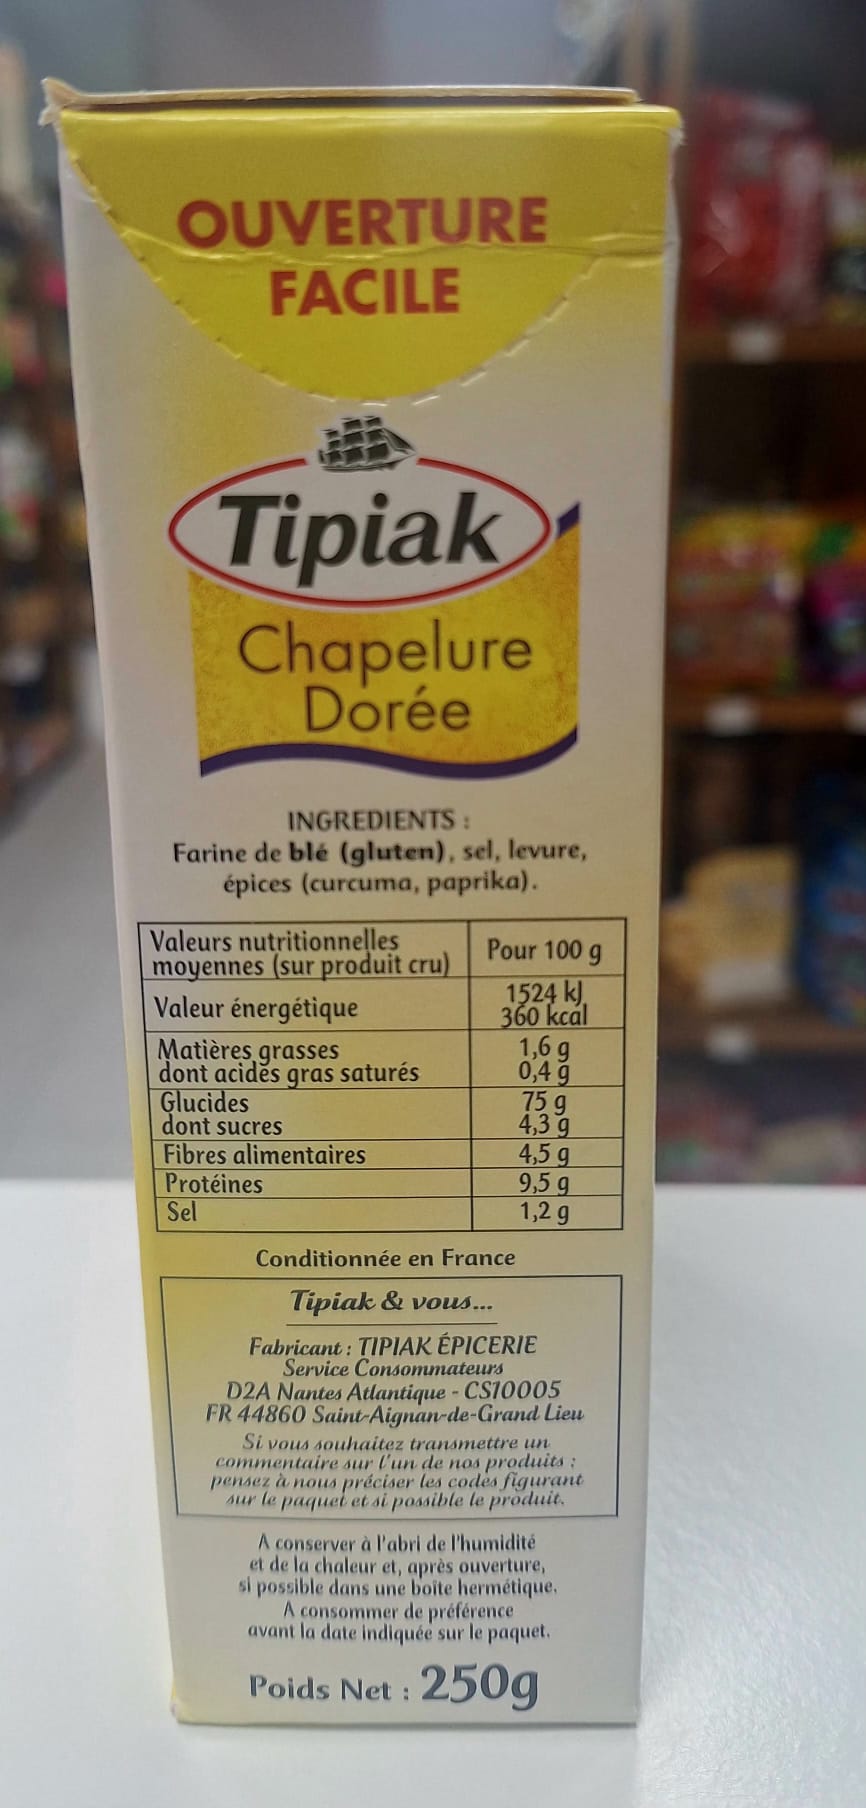 OUVERTURE
FACILE
Tipiak
Chapelure
Dorée
INGREDIENTS :
Farine de blé (gluten), sel, levure,
épices (curcuma, paprika).
Valeurs nutritionnelles
moyennes (sur produit cru)
Pour 100 g
Valeur énergétique
1524 kJ
360 kcal
Matières grasses
1,6 g
dont acides gras saturés
0,4 g
Glucides
75 g
dont sucres
4,3 g
Fibres alimentaires
4,5 g
Protéines
9,5 g
Sel
1,2 g
Conditionnée en France
Tipiak & vous...
Fabricant : TIPIAK ÉPICERIE
Service Consommateurs
D2A Nantes Atlantique - CS10005
FR 44860 Saint-Aignan-de-Grand Lieu
Si vous souhaitez transmettre un
commentaire sur l'un de nos produits :
pensez à nous préciser les codes figurant
sur le paquet et si possible le produit.
A conserver à l'abri de l'humidité
et de la chaleur et, après ouverture,
si possible dans une boîte hermétique.
A consommer de préférence
avant la date indiquée sur le paquet.
Poids Net : 250g